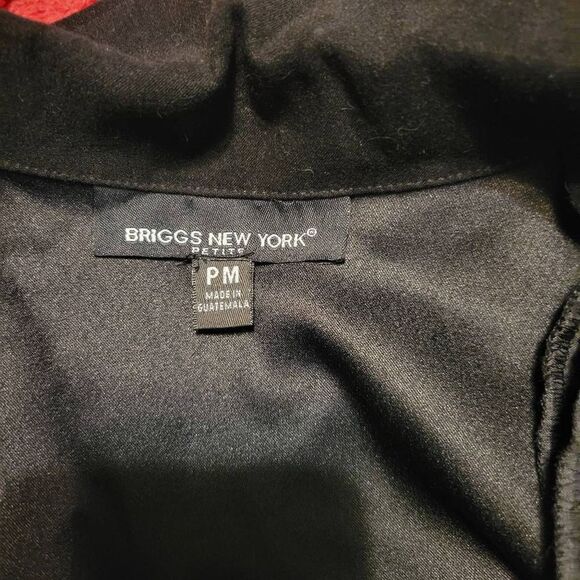 BRIGGS NEW YORK®
PETITE
PM
MADE IN
GUATEMALA